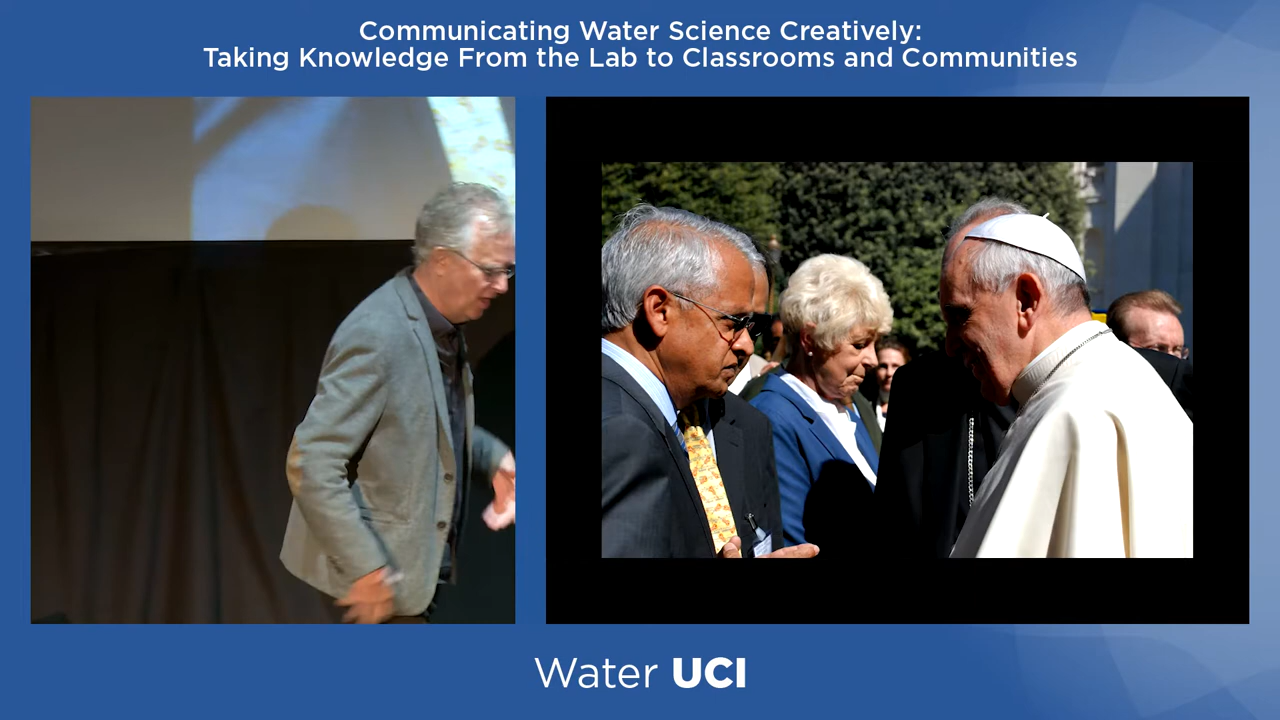 Communicating Water Science Creatively:
Taking Knowledge From the Lab to Classrooms and Communities
Water UCI